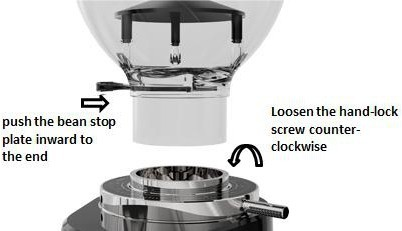 push the bean stop
plate inward to
the end
Loosen the hand-lock
screw counter-
clockwise